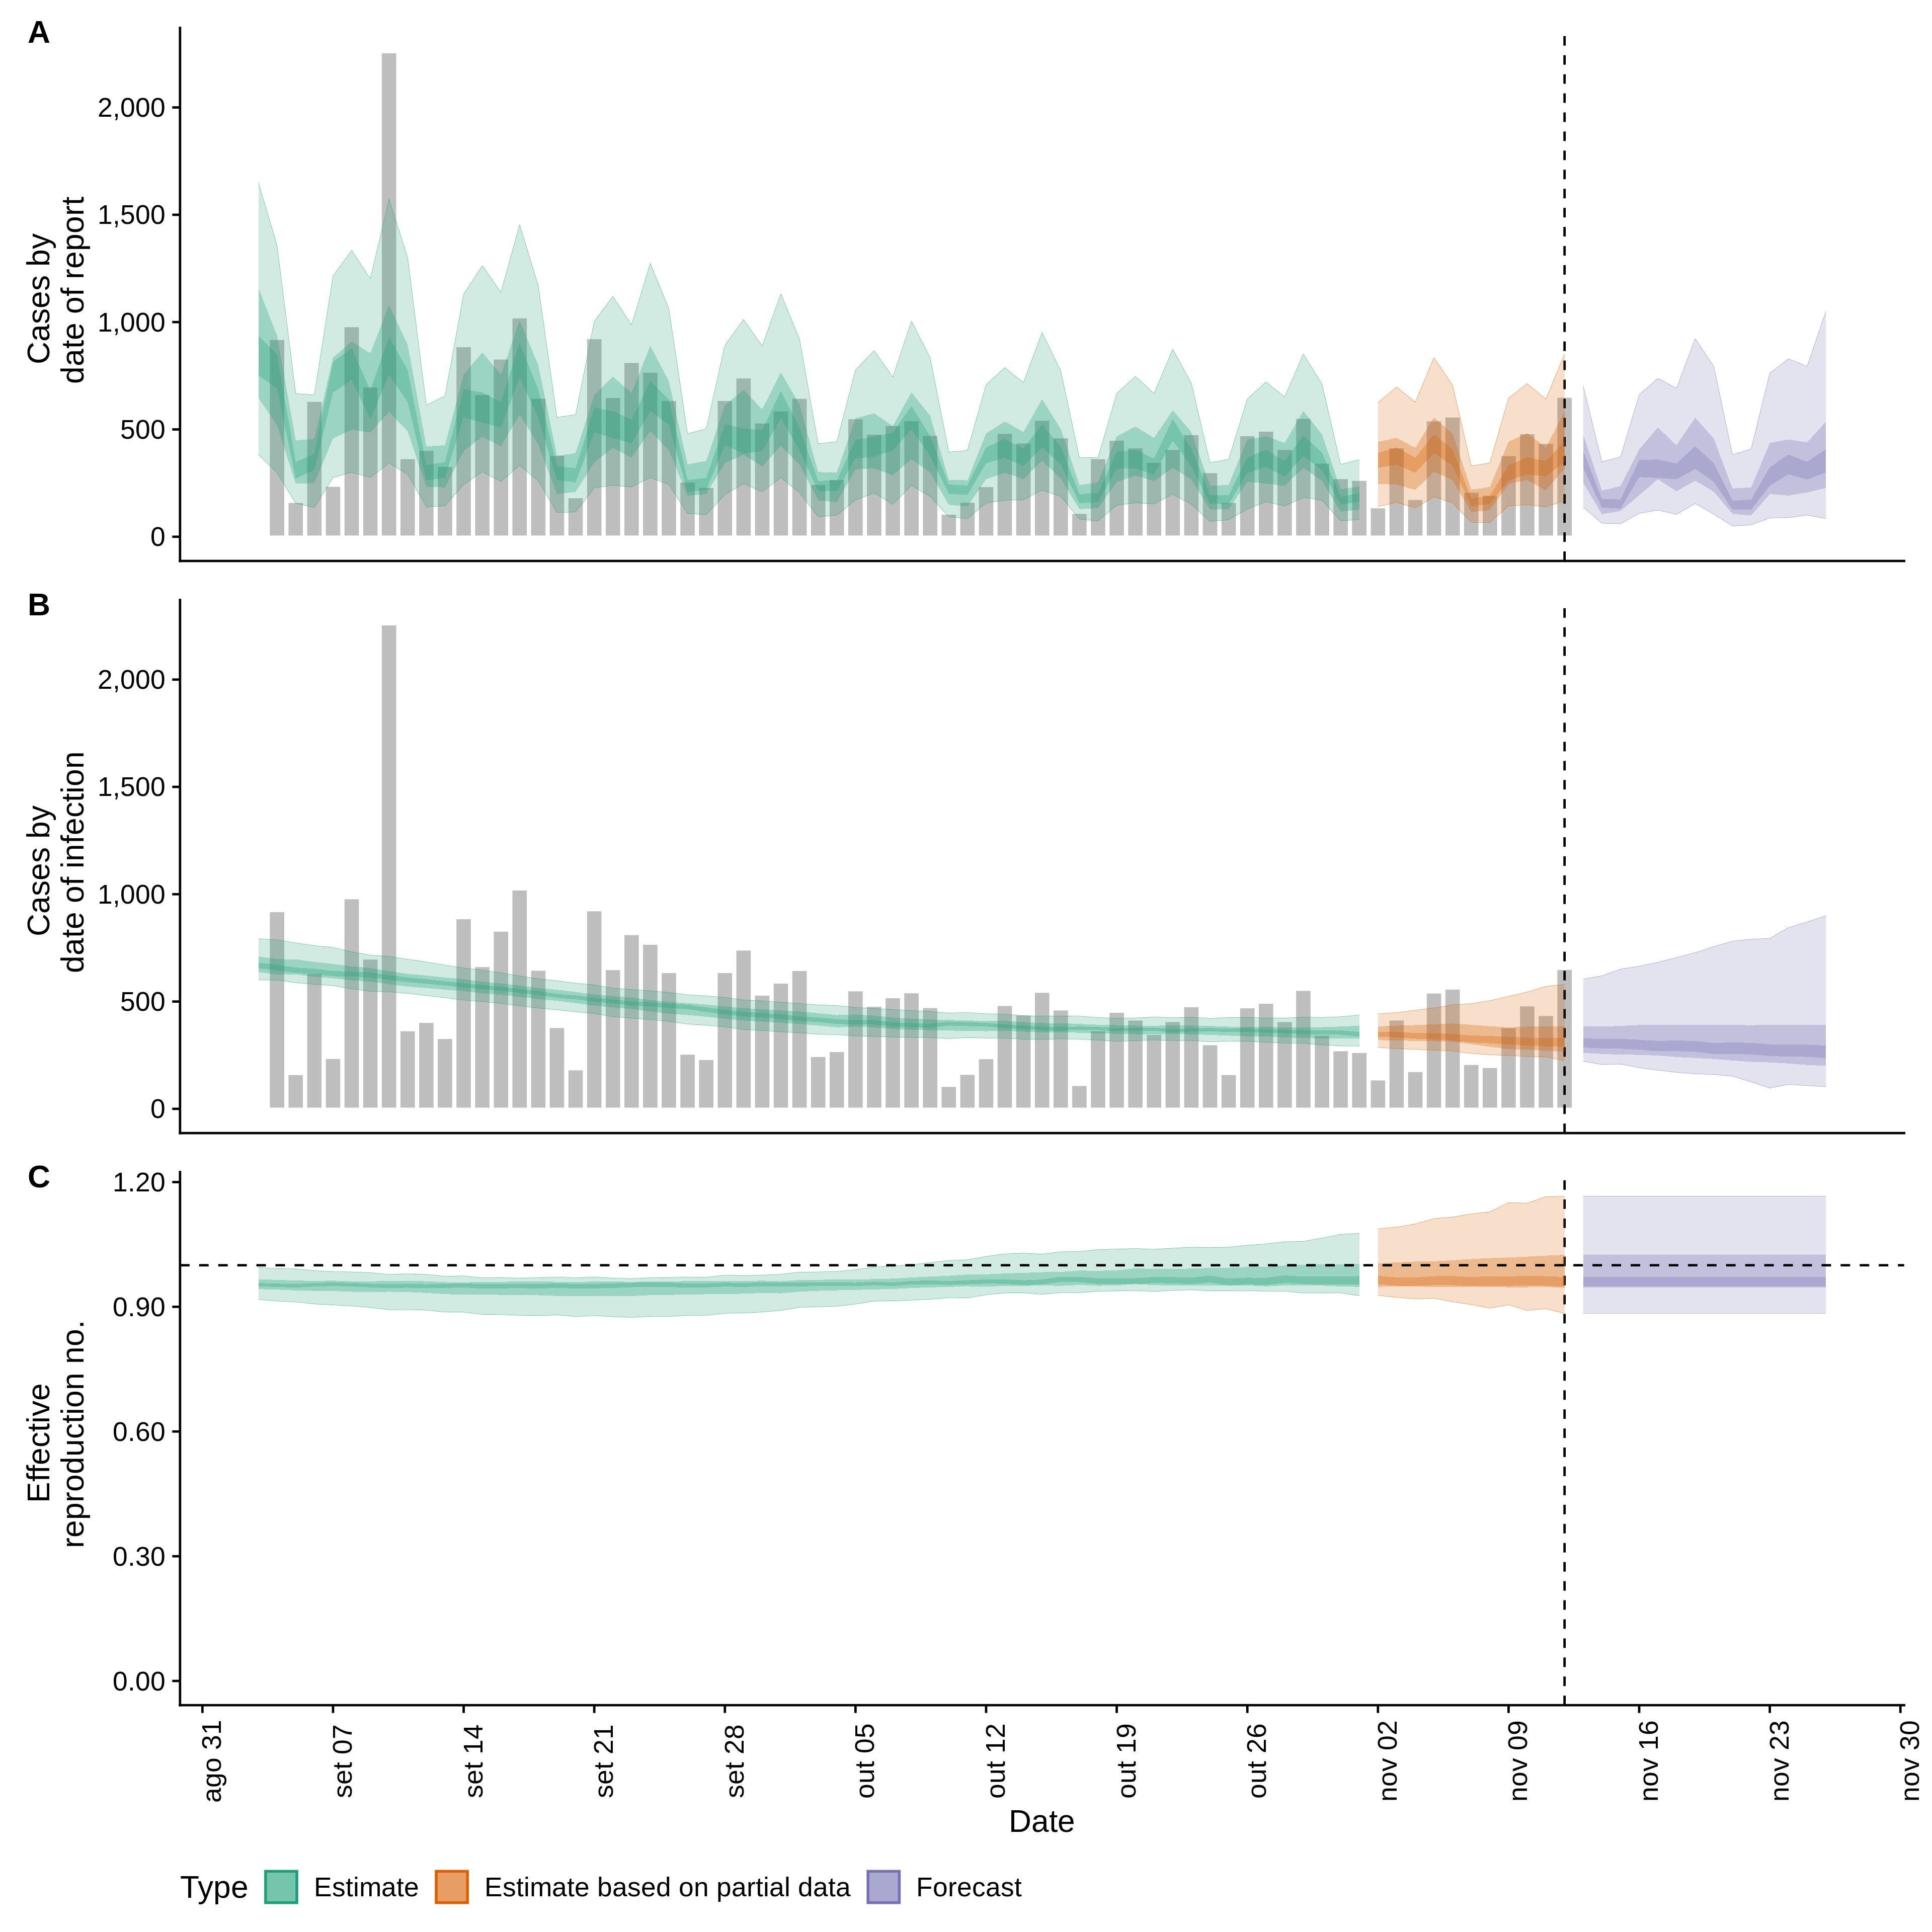 A
2,000
1,500
1,000
500
0
Cases by
date of report
B
2,000
1,500
1,000
500
0
Cases by
date of infection
C
1.20
0.90
0.60
0.30
0.00
Effective
reproduction no.
ago 31
set 07
set 14
set 21
set 28
out 05
out 12
out 19
out 26
nov 02
nov 09
nov 16
nov 23
nov 30
Date
Type Estimate Estimate based on partial data Forecast